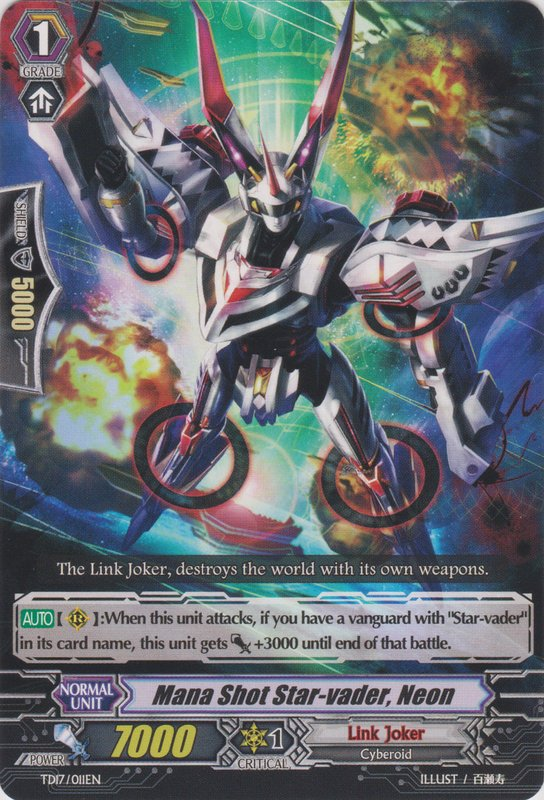 1
GRADE
SHIELD
5000
The Link Joker, destroys the world with its own weapons.
AUTO【 R 】:When this unit attacks, if you have a vanguard with "Star-vader"
in its card name, this unit gets +3000 until end of that battle.
NORMAL
UNIT
Mana Shot Star-vader, Neon
POWER
7000
1
CRITICAL
Link Joker
Cyberoid
TD17/011EN
ILLUST / 百瀬寿